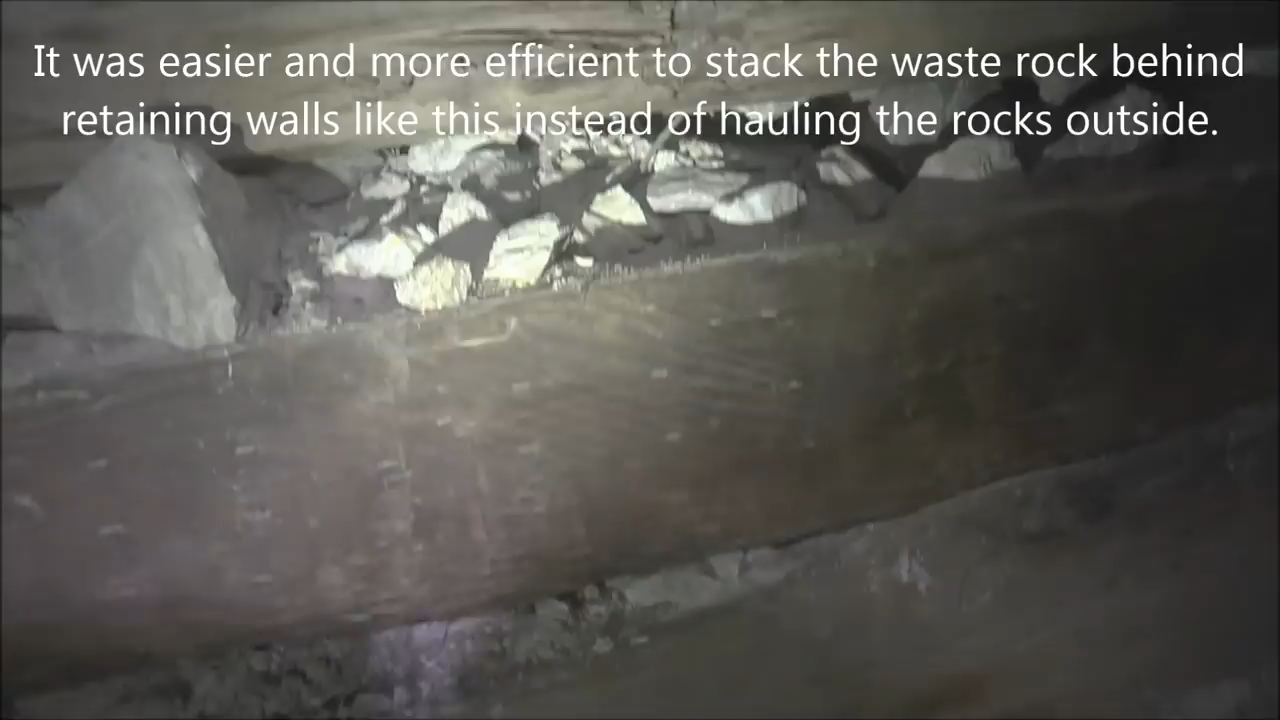 It was easier and more efficient to stack the waste rock behind
retaining walls like this instead of hauling the rocks outside.